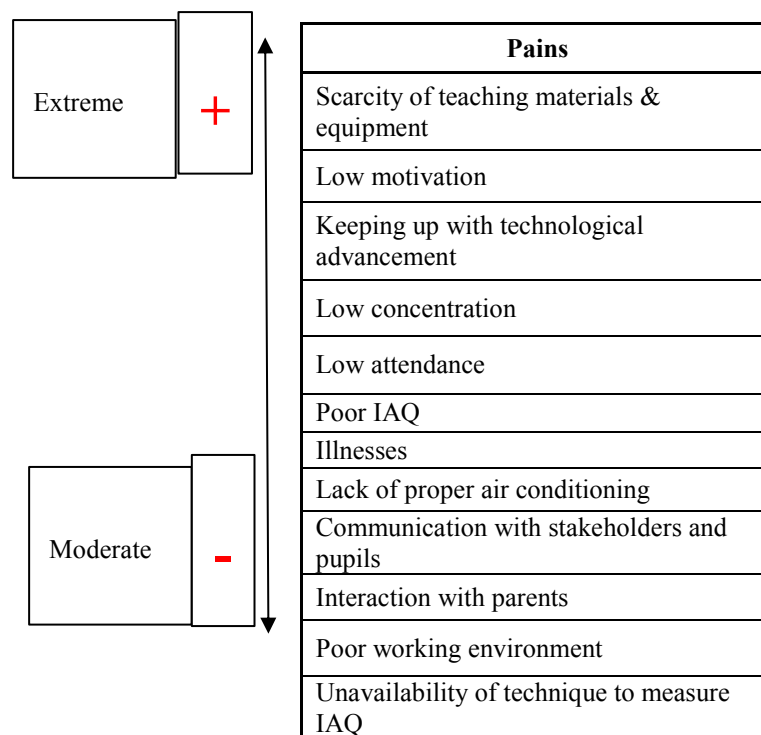 Extreme
+
Moderate
-
Pains
Scarcity of teaching materials &
equipment
Low motivation
Keeping up with technological
advancement
Low concentration
Low attendance
Poor IAQ
Illnesses
Lack of proper air conditioning
Communication with stakeholders and
pupils
Interaction with parents
Poor working environment
Unavailability of technique to measure
IAQ